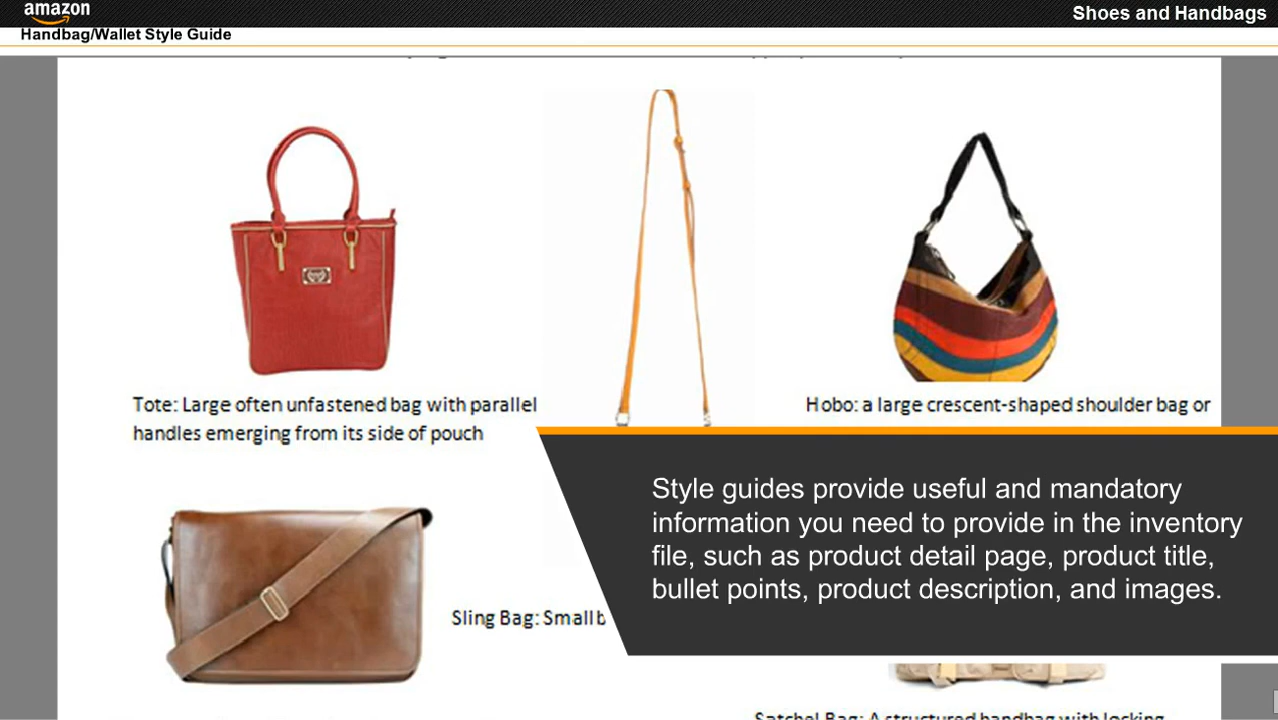 amazon
Shoes and Handbags
Handbag/Wallet Style Guide
Tote: Large often unfastened bag with parallel
handles emerging from its side of pouch
Hobo: a large crescent-shaped shoulder bag or
Style guides provide useful and mandatory
information you need to provide in the inventory
file, such as product detail page, product title,
bullet points, product description, and images.
Sling Bag: Small
Satchel Bag: A structured handbag with locking